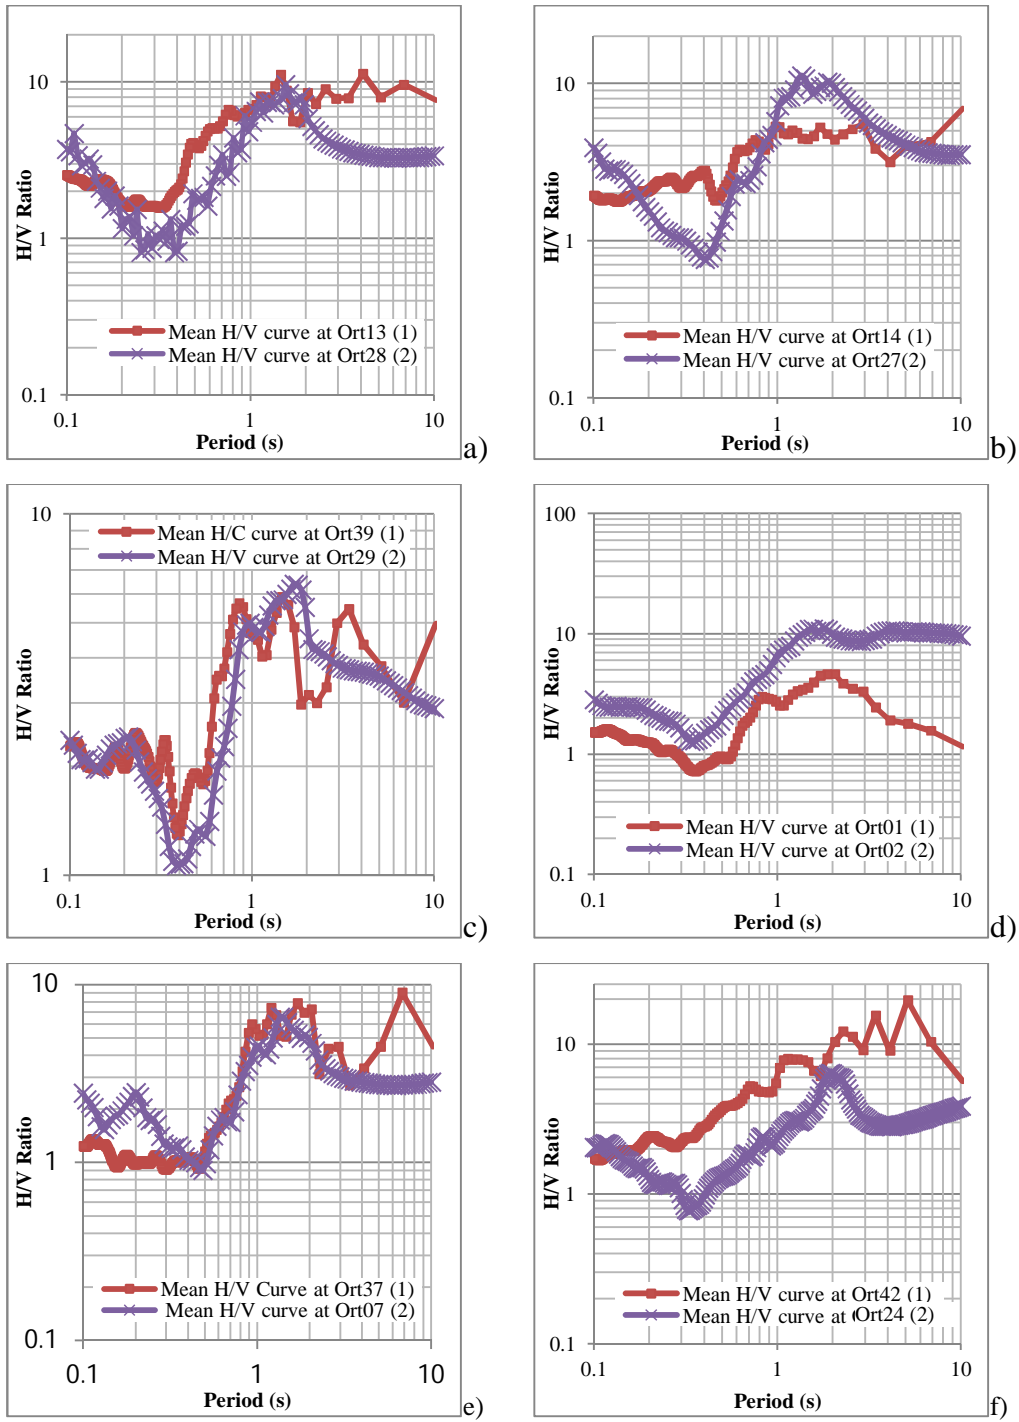 10
1
0.1
H/V Ratio
Mean H/V curve at Ort13 (1)
Mean H/V curve at Ort28 (2)
0.1
1
10
Period (s)
a)
10
1
0.1
H/V Ratio
Mean H/V curve at Ort14 (1)
Mean H/V curve at Ort27(2)
0.1
1
10
Period (s)
b)
10
1
H/V Ratio
Mean H/C curve at Ort39 (1)
Mean H/V curve at Ort29 (2)
0.1
1
10
Period (s)
c)
100
10
1
0.1
H/V Ratio
Mean H/V curve at Ort01 (1)
Mean H/V curve at Ort02 (2)
0.1
1
10
Period (s)
d)
10
1
0.1
H/V Ratio
Mean H/V Curve at Ort37 (1)
Mean H/V curve at Ort07 (2)
0.1
1
10
Period (s)
e)
10
1
0.1
H/V Ratio
Mean H/V curve at Ort42 (1)
Mean H/V curve at Ort24 (2)
0.1
1
10
Period (s)
f)